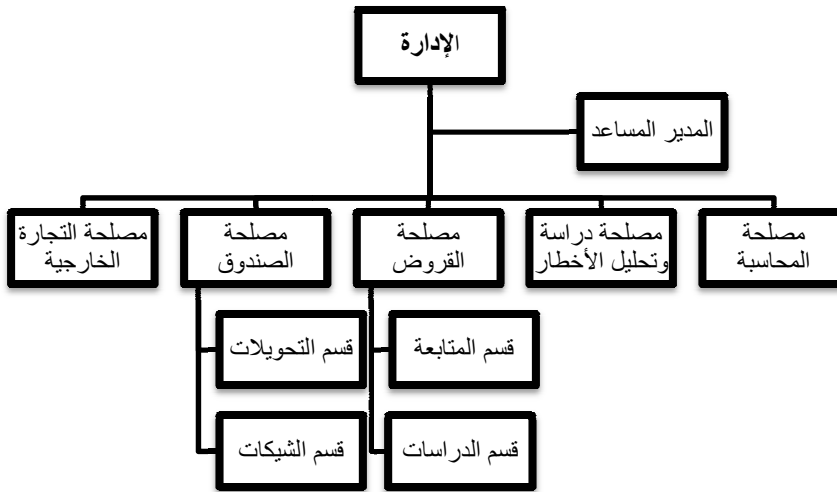 الإدارة
المدير المساعد
مصلحة
المحاسبة
مصلحة دراسة
وتحليل الأخطار
مصلحة
القروض
مصلحة
الصندوق
مصلحة التجارة
الخارجية
قسم المتابعة
قسم التحويلات
قسم الدراسات
قسم الشيكات